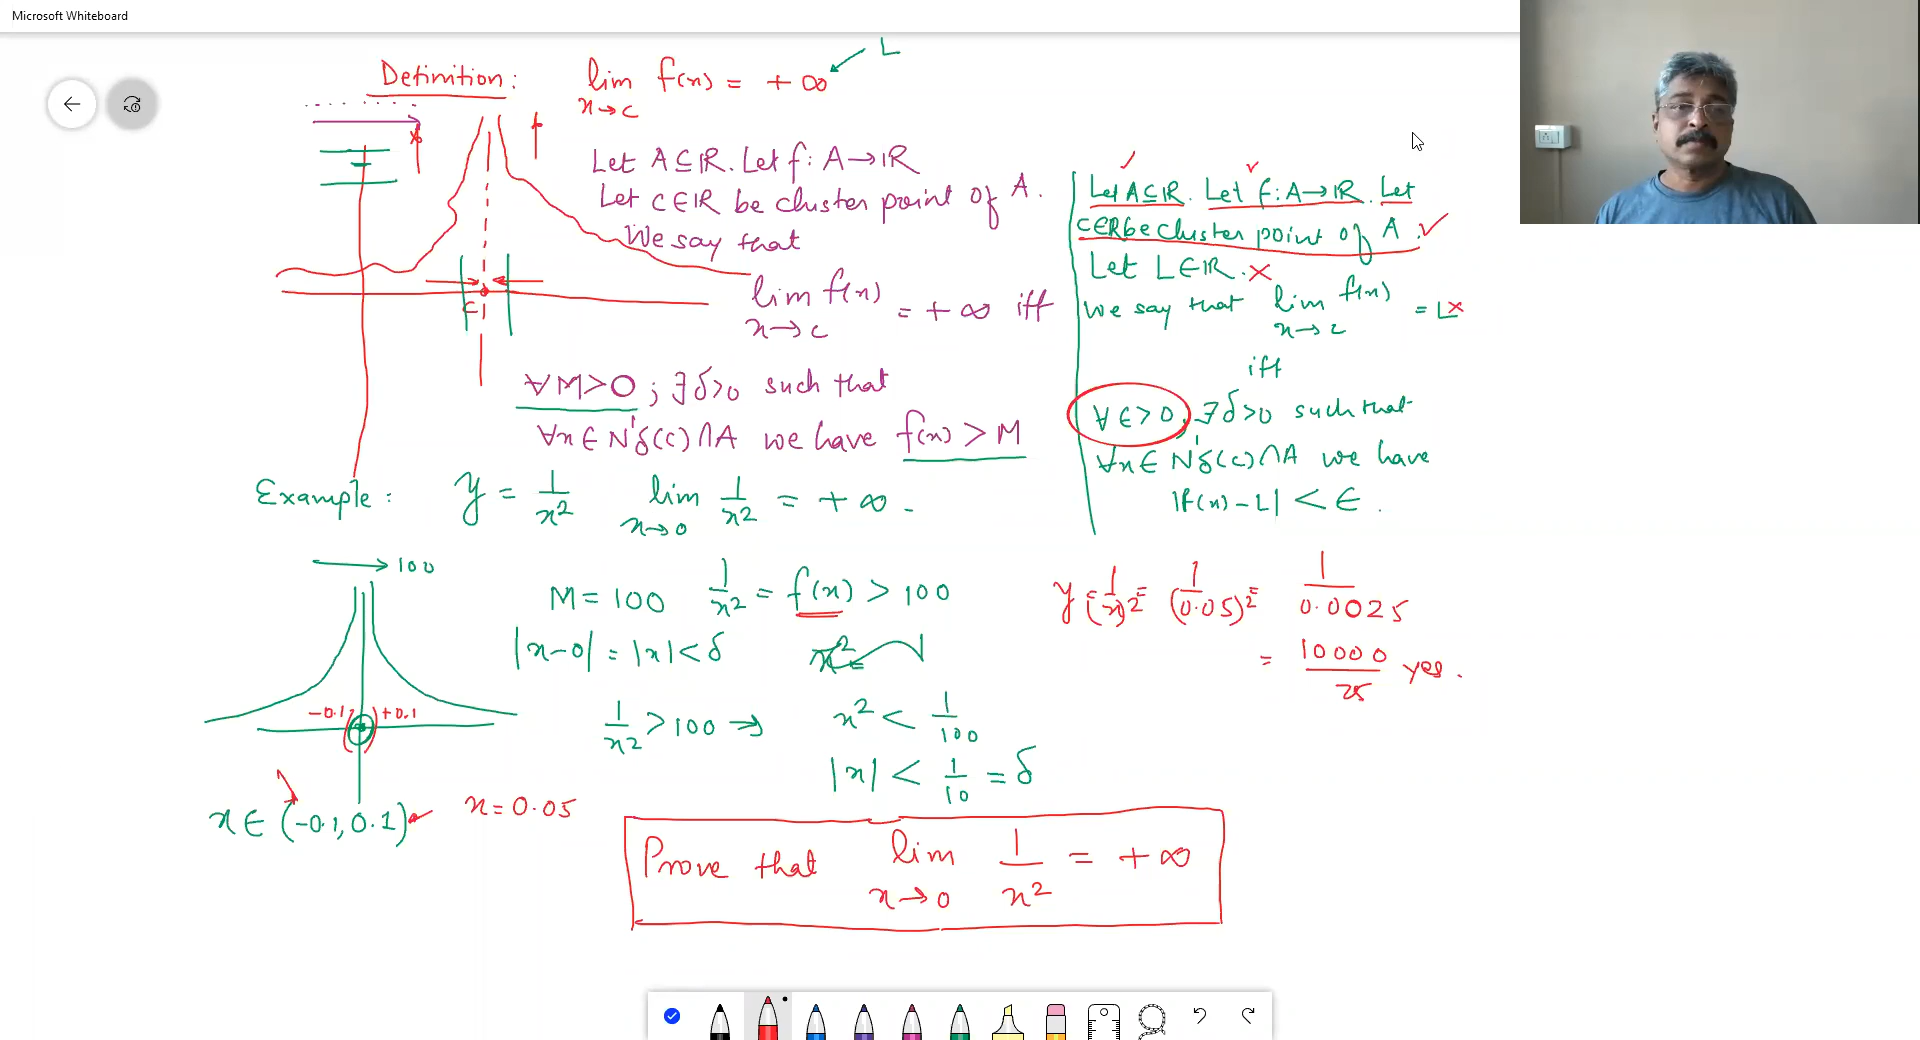 Microsoft Whiteboard
Definition: lim x→c f(x) = +∞ ← L
Let A⊆ℝ. Let f: A→ℝ
Let c∈ℝ be cluster point of A.
We say that
lim x→c f(x) = +∞ iff
∀M>0 ; ∃δ>0 such that
∀x∈N'δ(c)∩A we have f(x) > M
c
Let A⊆ℝ. Let f: A→ℝ. Let
c∈ℝ be cluster point of A.
Let L∈ℝ. ×
We say that lim x→c f(x) = L ×
iff
∀ε>0, ∃δ>0 such that
∀x∈N'δ(c)∩A we have
|f(x)-L| < ε.
Example: y = 1/x² lim x→0 1/x² = +∞.
→100
M = 100 1/x² = f(x) > 100
|x-0| = |x| < δ x² =
1/x² > 100 → x² < 1/100
|x| < 1/10 = δ
-0.1 +0.1
x∈(-0.1, 0.1) x = 0.05
y = (1/x)² = (1/0.05)² = 1/0.0025
= 10000/25 yes.
Prove that lim x→0 1/x² = +∞